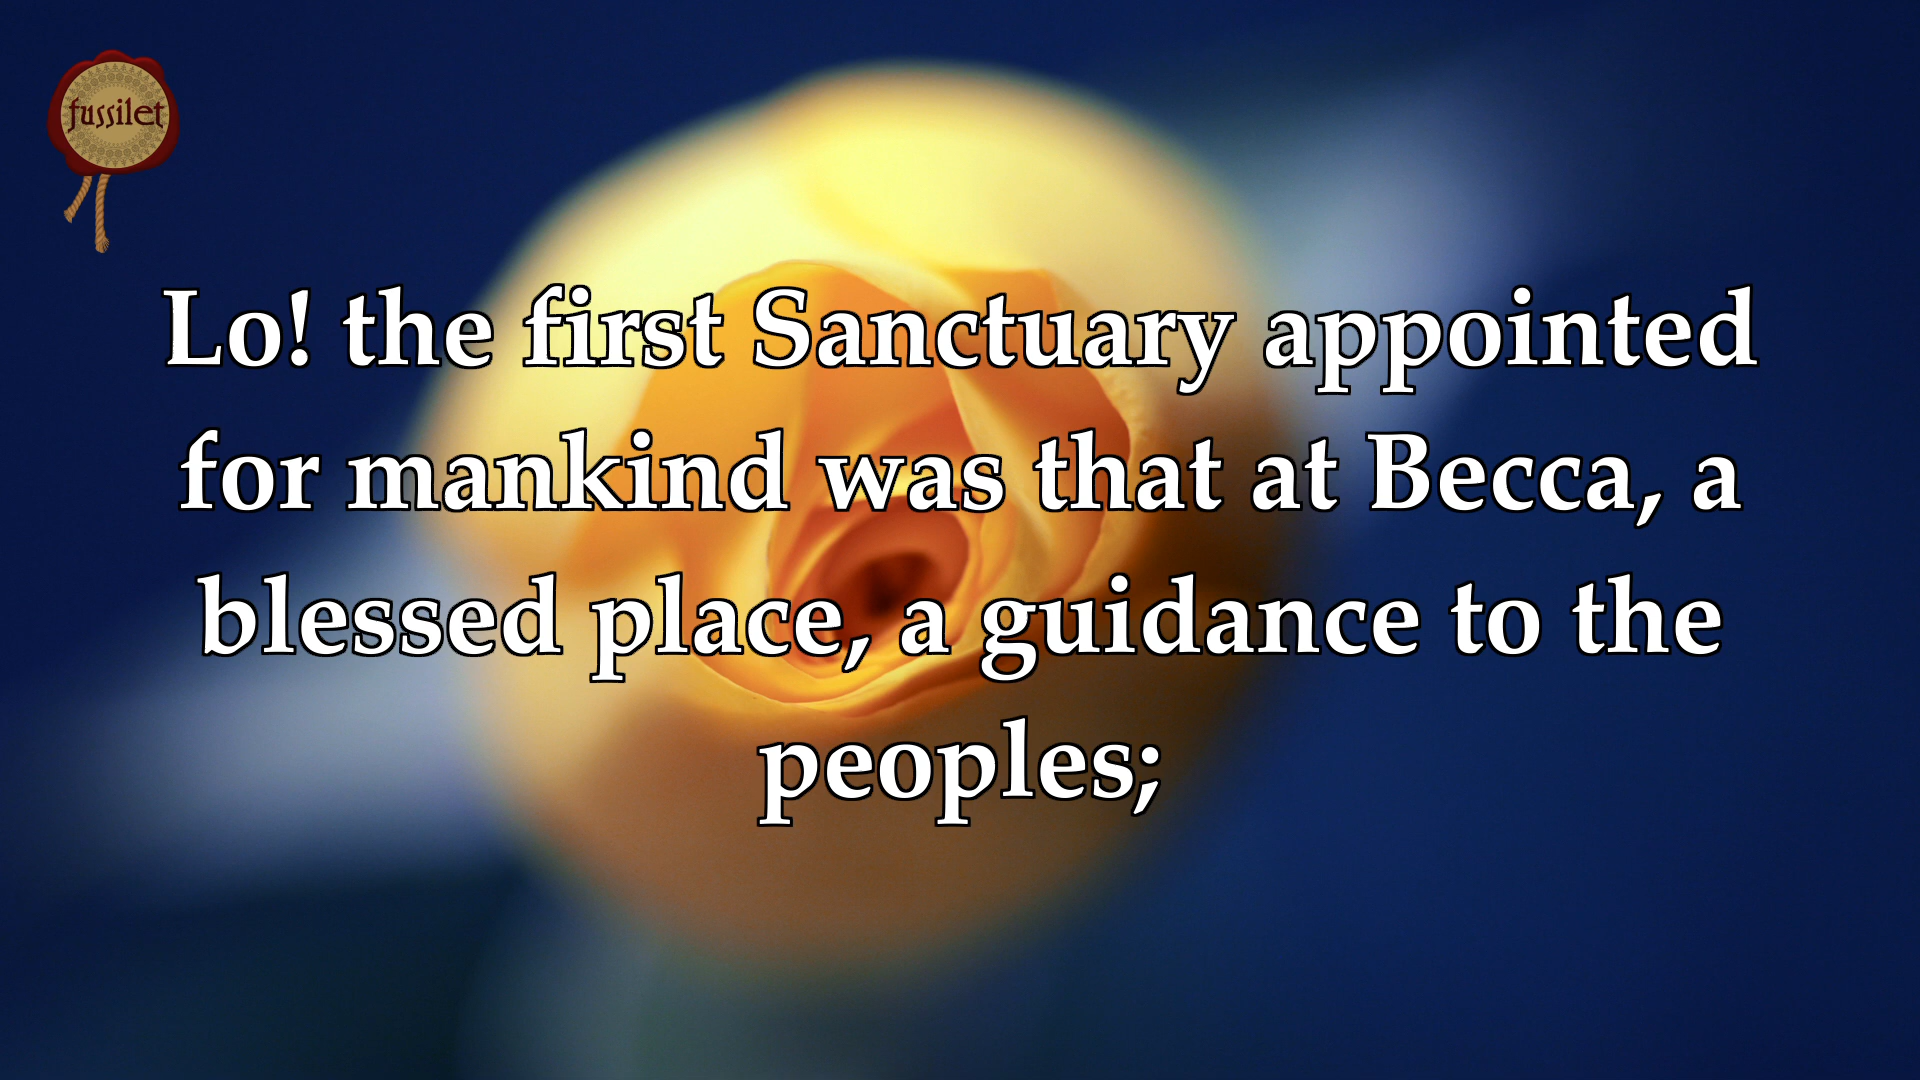 fussilet
Lo! the first Sanctuary appointed
for mankind was that at Becca, a
blessed place, a guidance to the
peoples;